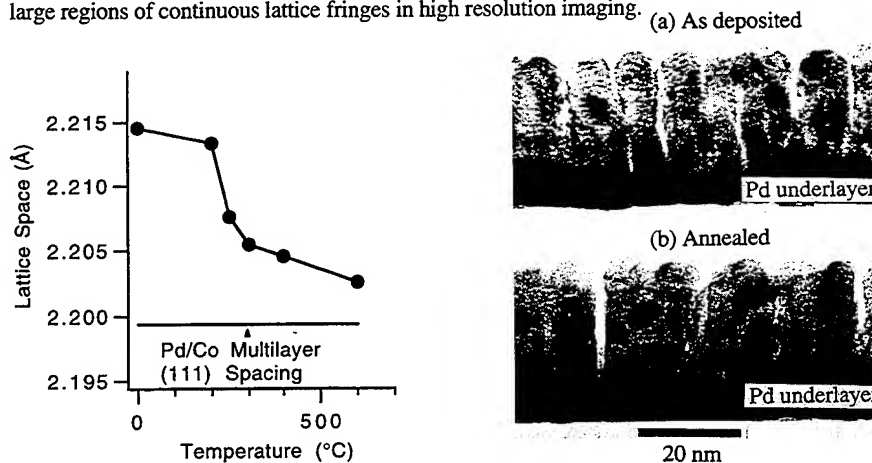 large regions of continuous lattice fringes in high resolution imaging.
(a) As deposited
Pd underlayer
(b) Annealed
Pd underlayer
20 nm
2.215
2.210
2.205
2.200
2.195
Lattice Space (Å)
Pd/Co Multilayer
(111) Spacing
0
500
Temperature (°C)